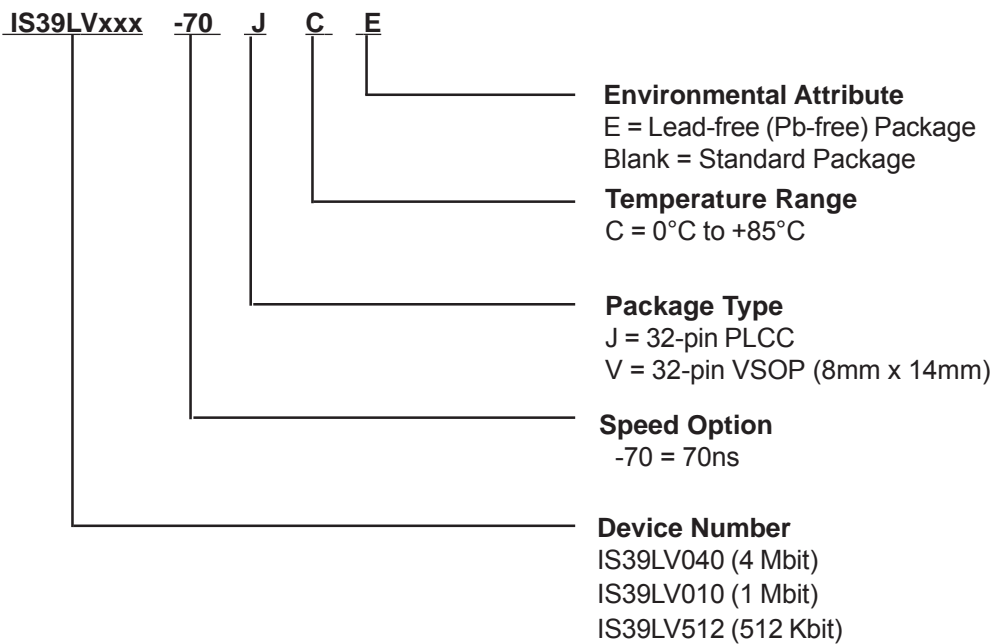 IS39LVxxx -70 J C E
Environmental Attribute
E = Lead-free (Pb-free) Package
Blank = Standard Package
Temperature Range
C = 0°C to +85°C
Package Type
J = 32-pin PLCC
V = 32-pin VSOP (8mm x 14mm)
Speed Option
-70 = 70ns
Device Number
IS39LV040 (4 Mbit)
IS39LV010 (1 Mbit)
IS39LV512 (512 Kbit)